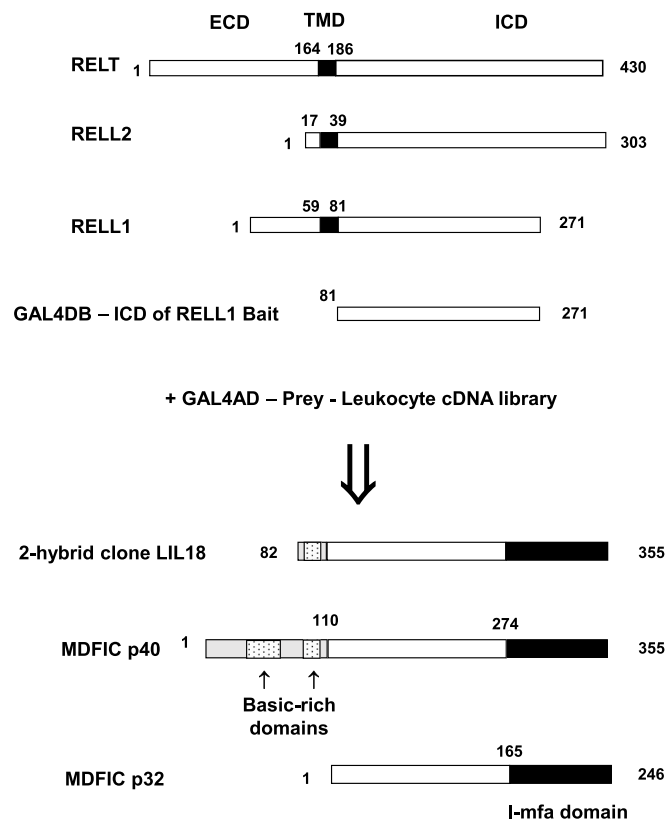 ECD TMD ICD
164 186
RELT 1 430
17 39
RELL2 1 303
59 81
RELL1 1 271
81
GAL4DB – ICD of RELL1 Bait 271
+ GAL4AD – Prey - Leukocyte cDNA library
2-hybrid clone LIL18 82 355
110 274
MDFIC p40 1 355
Basic-rich
domains
165
MDFIC p32 1 246
I-mfa domain